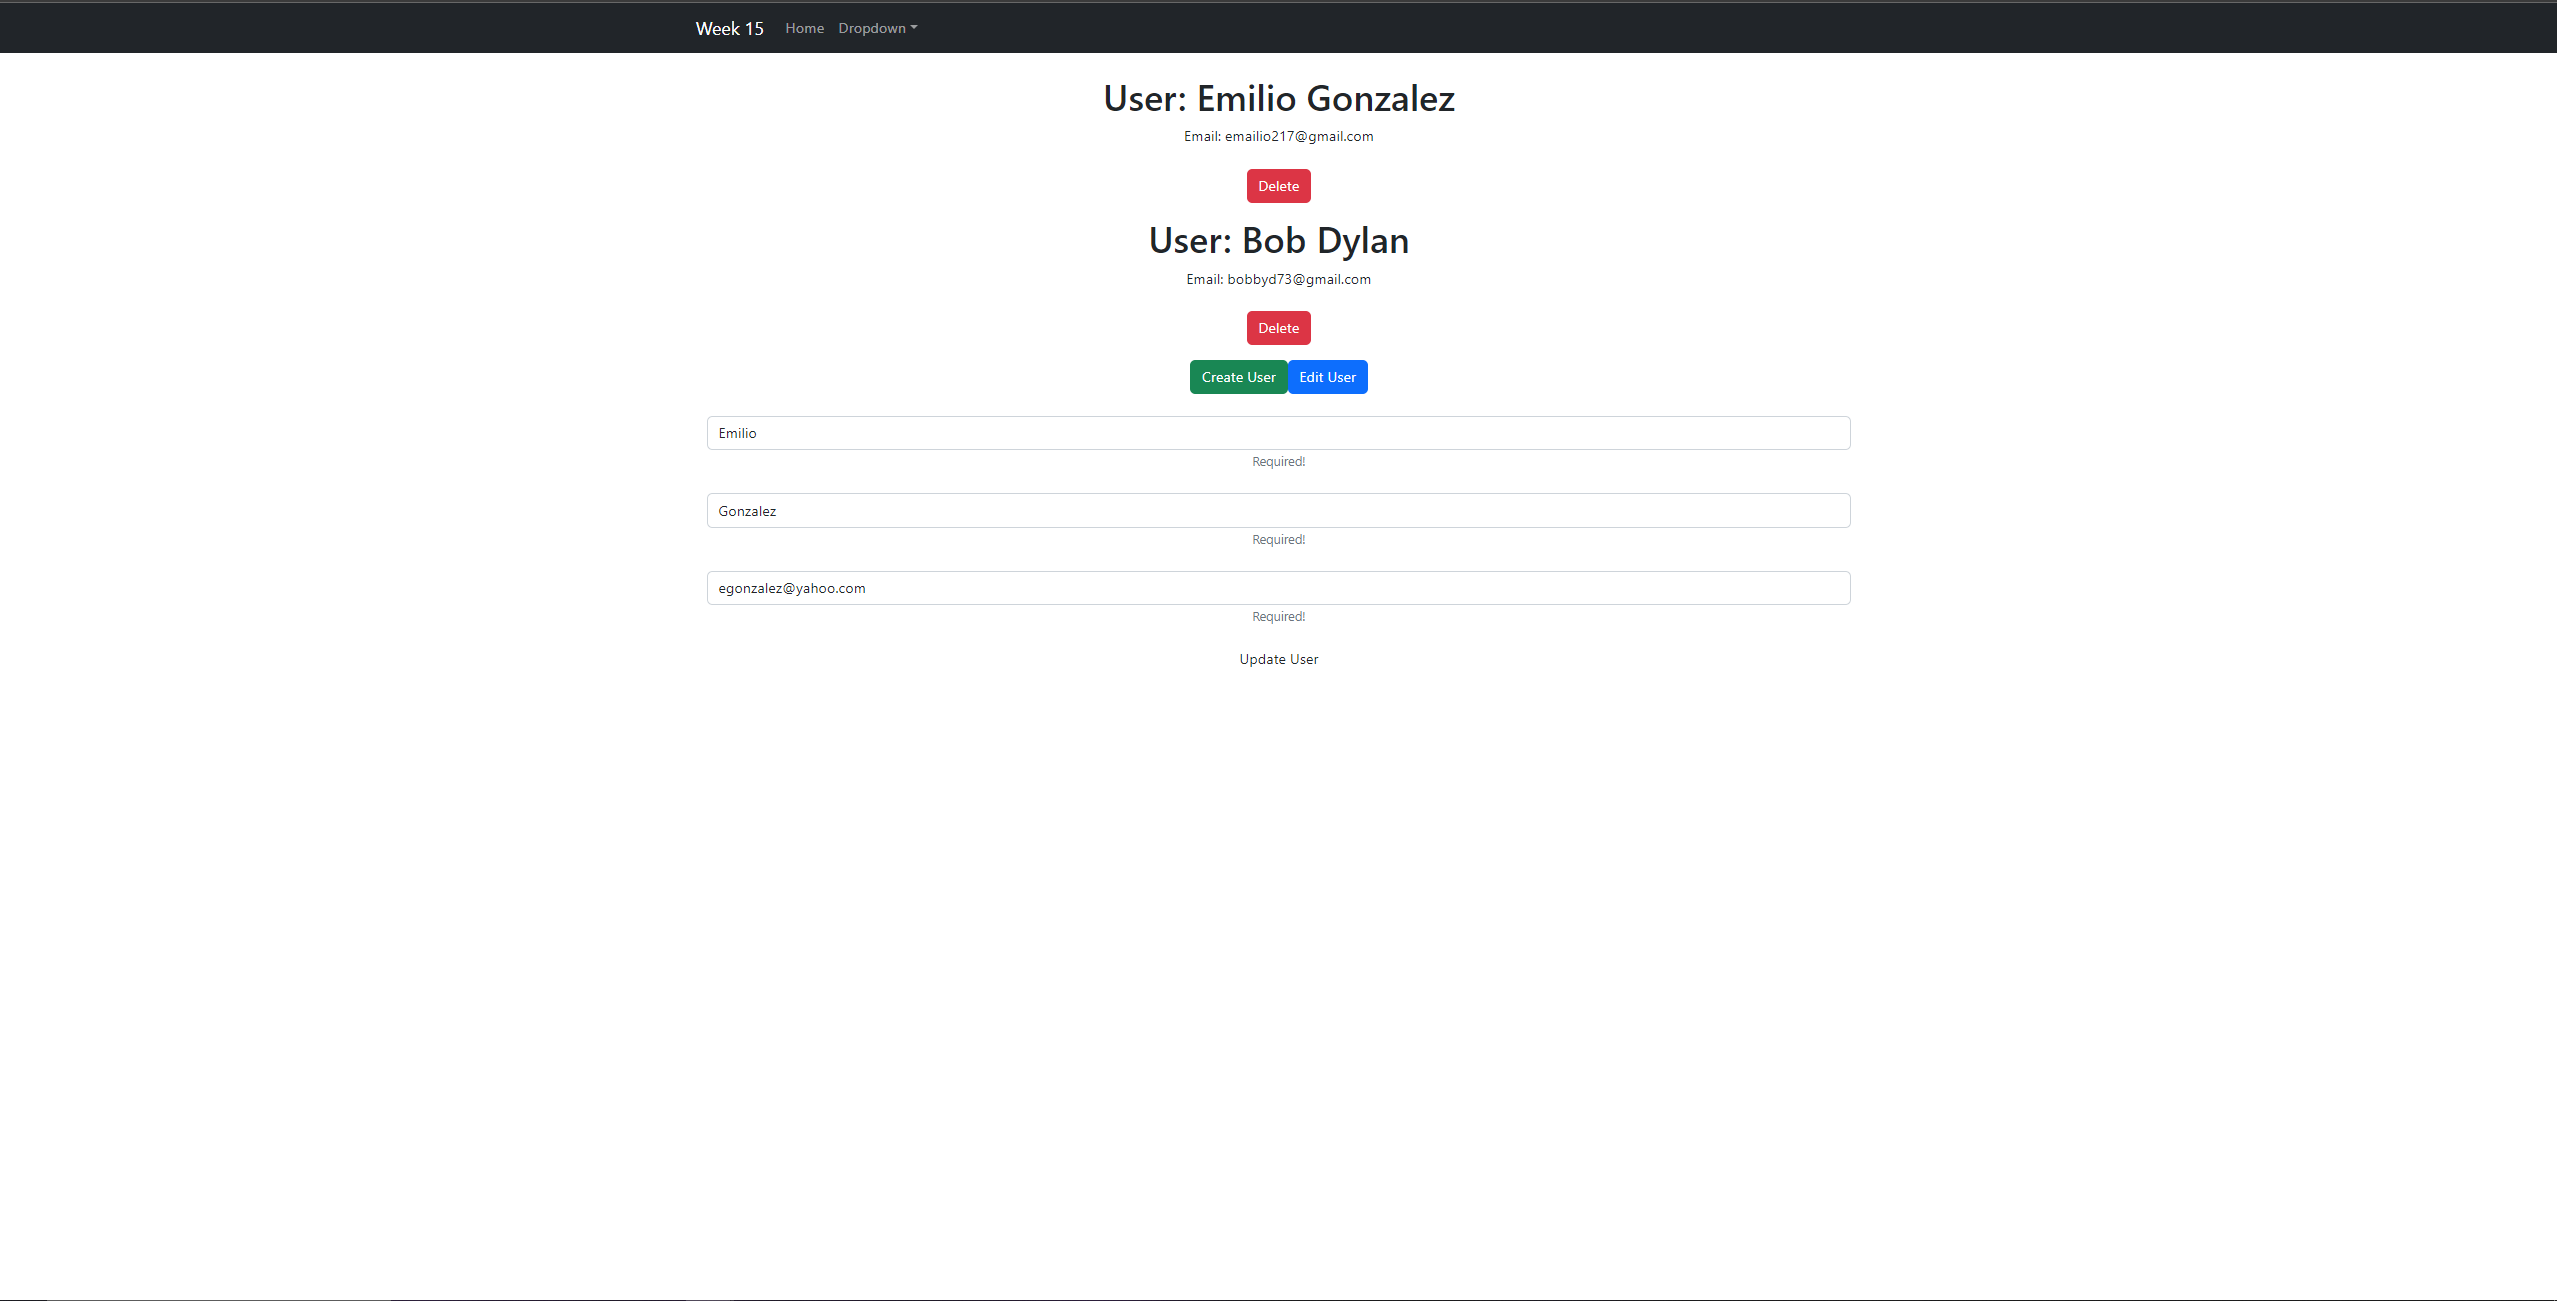 Week 15 Home Dropdown
User: Emilio Gonzalez
Email: emailio217@gmail.com
Delete
User: Bob Dylan
Email: bobbyd73@gmail.com
Delete
Create User Edit User
Emilio
Required!
Gonzalez
Required!
egonzalez@yahoo.com
Required!
Update User